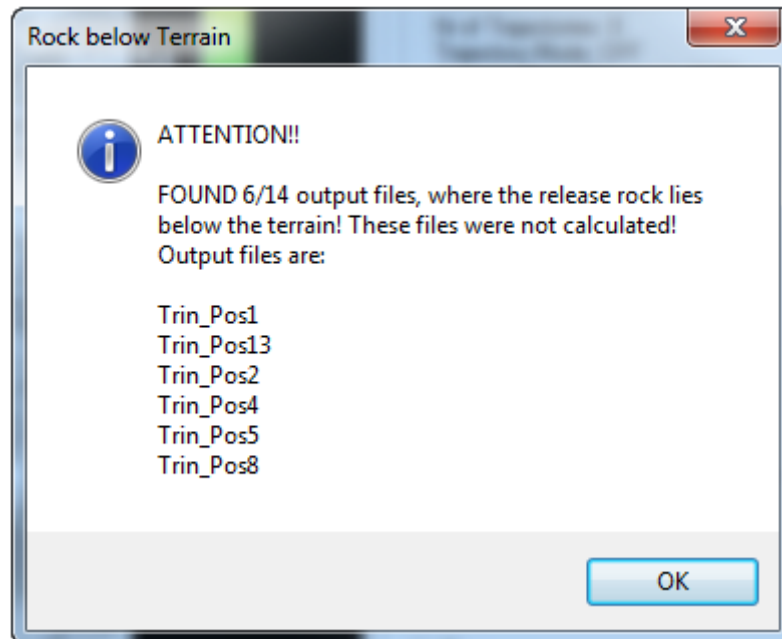 Rock below Terrain
ATTENTION!!
FOUND 6/14 output files, where the release rock lies
below the terrain! These files were not calculated!
Output files are:
Trin_Pos1
Trin_Pos13
Trin_Pos2
Trin_Pos4
Trin_Pos5
Trin_Pos8
OK